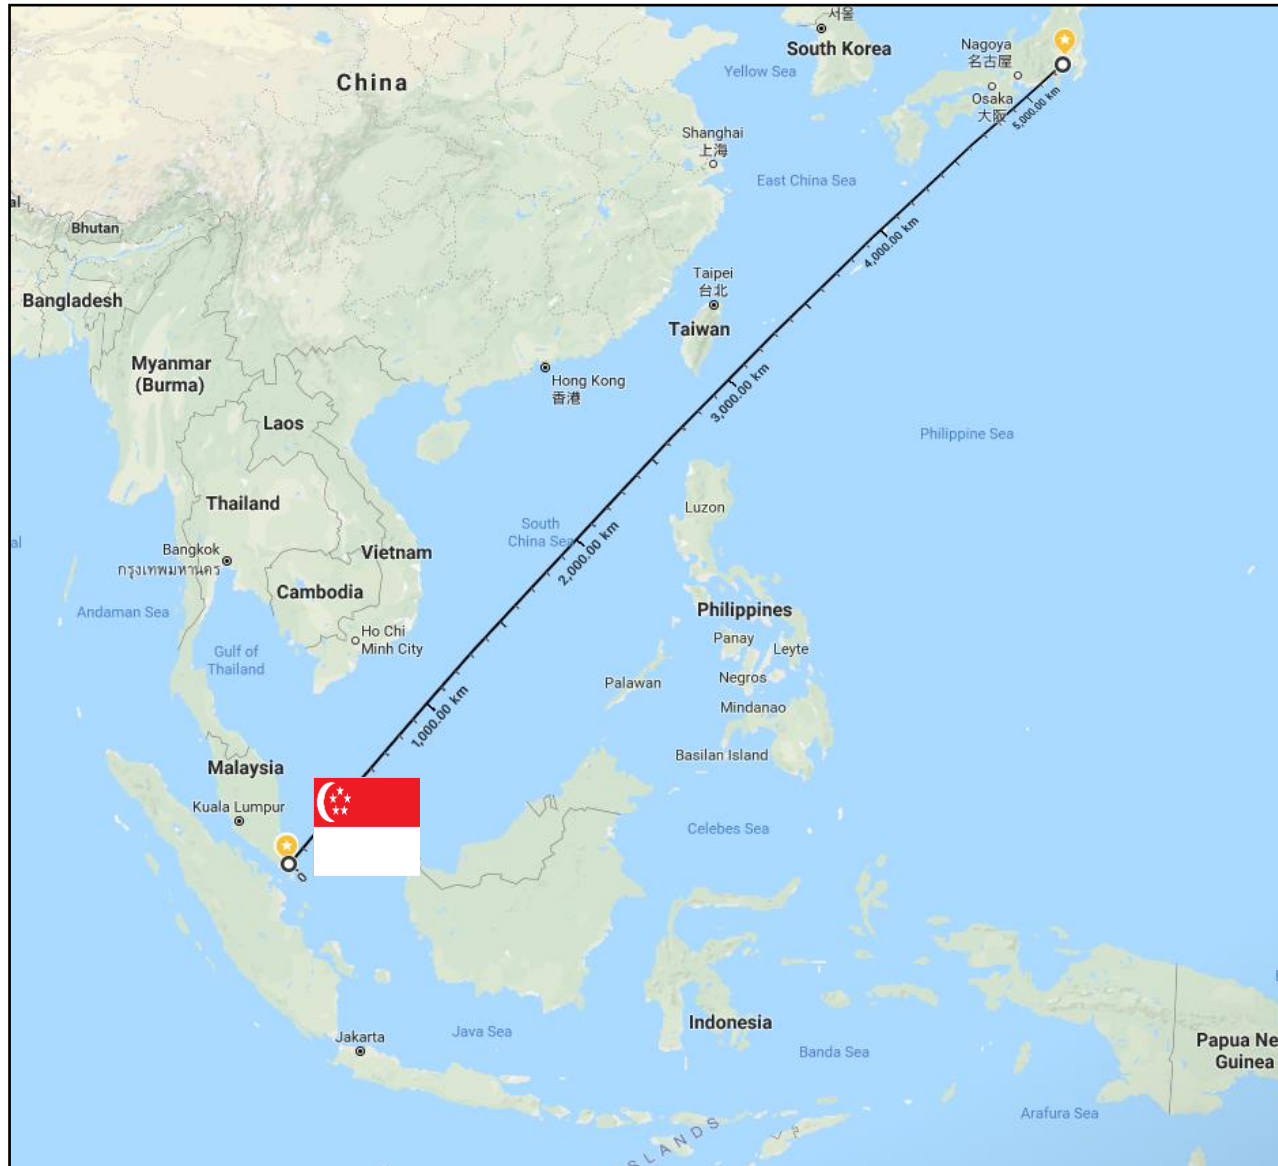 서울
South Korea
Nagoya
名古屋
Yellow Sea
China
Osaka
大阪
5,000.00 km
Shanghai
上海
East China Sea
al
Bhutan
4,000.00 km
Taipei
台北
Bangladesh
Taiwan
Myanmar
(Burma)
Hong Kong
香港
3,000.00 km
Laos
Philippine Sea
Thailand
Luzon
South
China Sea
al
Bangkok
กรุงเทพมหานคร
Vietnam
2,000.00 km
Cambodia
Andaman Sea
Philippines
Ho Chi
Minh City
Panay
Leyte
Gulf of
Thailand
Palawan
Negros
Mindanao
1,000.00 km
Basilan Island
Malaysia
Kuala Lumpur
Celebes Sea
0
Indonesia
Java Sea
Jakarta
Banda Sea
Papua Ne
Guinea
Arafura Sea
SLANDS